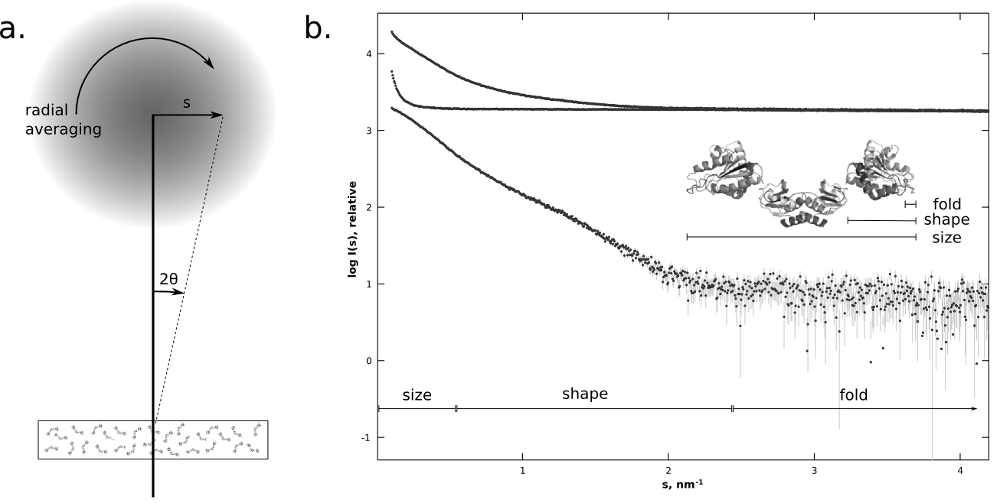 a.
radial
averaging
s
2θ
b.
log I(s), relative
4
3
2
1
0
-1
fold
shape
size
size
shape
fold
1
2
3
4
s, nm⁻¹